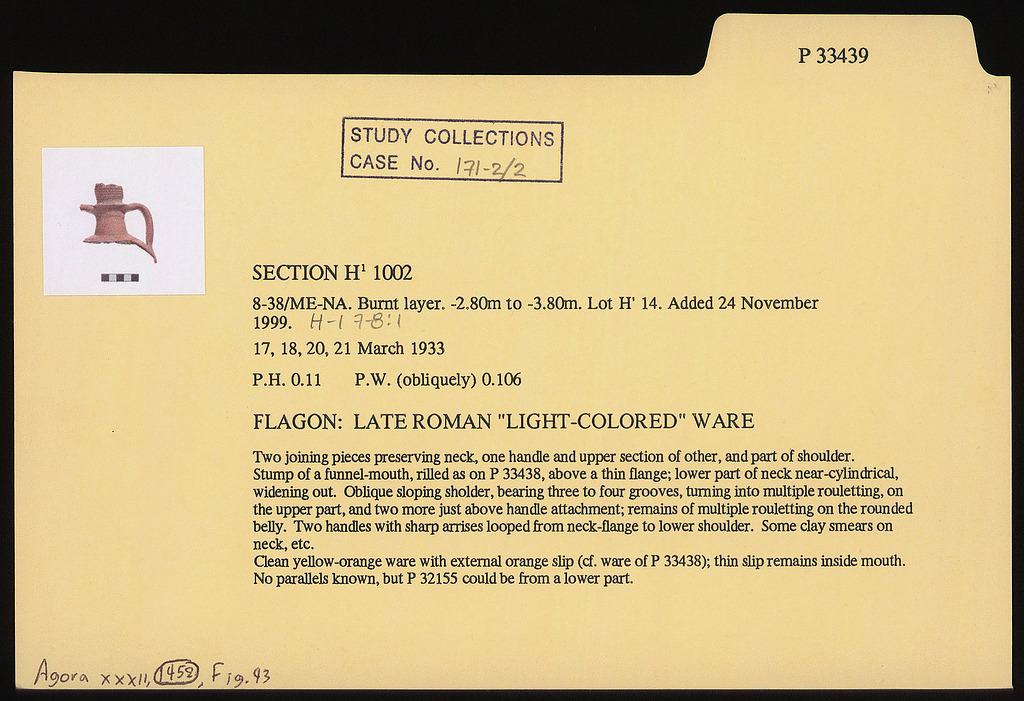 P 33439
STUDY COLLECTIONS
CASE No. 171-2/2
SECTION H¹ 1002
8-38/ME-NA. Burnt layer. -2.80m to -3.80m. Lot H' 14. Added 24 November
1999. H-I 7-8:1
17, 18, 20, 21 March 1933
P.H. 0.11 P.W. (obliquely) 0.106
FLAGON: LATE ROMAN "LIGHT-COLORED" WARE
Two joining pieces preserving neck, one handle and upper section of other, and part of shoulder.
Stump of a funnel-mouth, rilled as on P 33438, above a thin flange; lower part of neck near-cylindrical,
widening out. Oblique sloping sholder, bearing three to four grooves, turning into multiple rouletting, on
the upper part, and two more just above handle attachment; remains of multiple rouletting on the rounded
belly. Two handles with sharp arrises looped from neck-flange to lower shoulder. Some clay smears on
neck, etc.
Clean yellow-orange ware with external orange slip (cf. ware of P 33438); thin slip remains inside mouth.
No parallels known, but P 32155 could be from a lower part.
Agora XXXII, 1458, Fig. 43